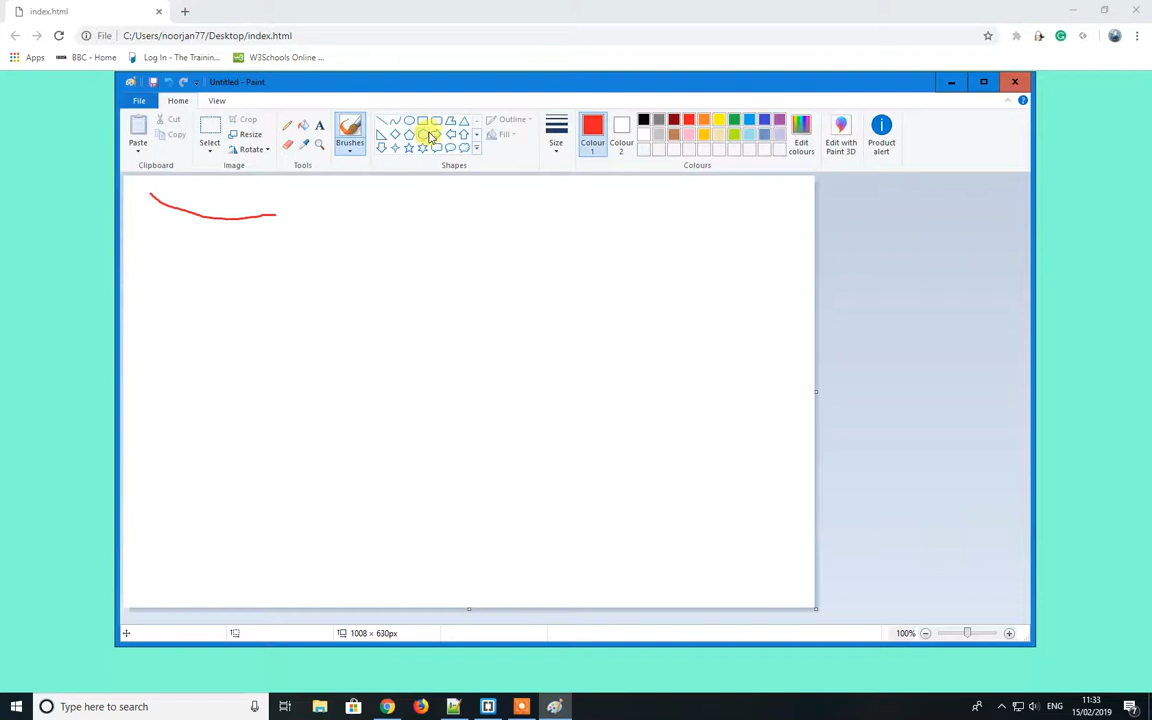 index.html
File C:/Users/noorjan77/Desktop/index.html
Apps BBC - Home Log In - The Trainin... W3Schools Online ...
Untitled - Paint
File Home View
Paste Cut Copy Select Crop Resize Rotate A Brushes Outline Fill Size Colour 1 Colour 2 Edit colours Edit with Paint 3D Product alert
Clipboard Image Tools Shapes Colours
1008 × 630px 100%
Type here to search ENG 11:33 15/02/2019 7